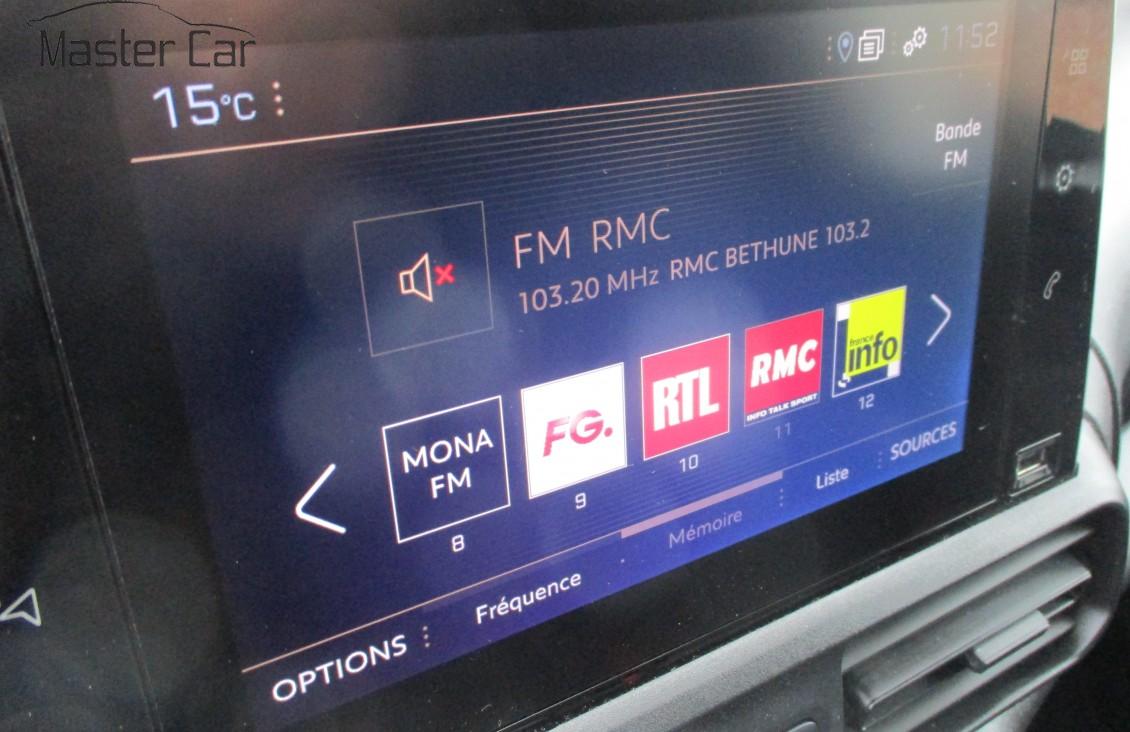 Master Car
15°C
11:52
Bande
FM
FM RMC
103.20 MHz RMC BETHUNE 103.2
MONA
FM
8
FG.
9
RTL
10
RMC
INFO TALK SPORT
11
france
info
12
OPTIONS
Fréquence
Mémoire
Liste
SOURCES